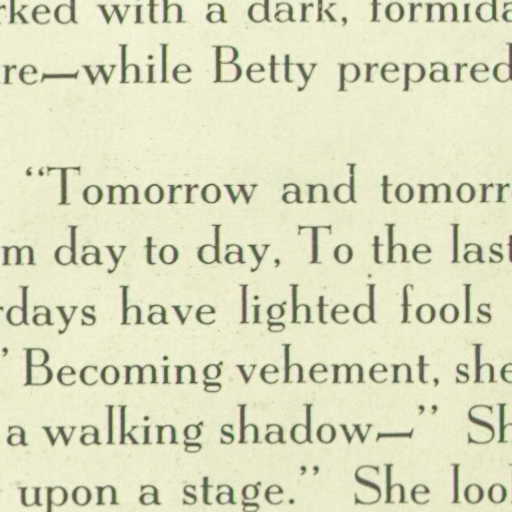 rked with a dark, formida
re—while Betty prepared
“Tomorrow and tomorr
m day to day, To the last
rdays have lighted fools
’ Becoming vehement, she
a walking shadow—” Sh
upon a stage.” She look